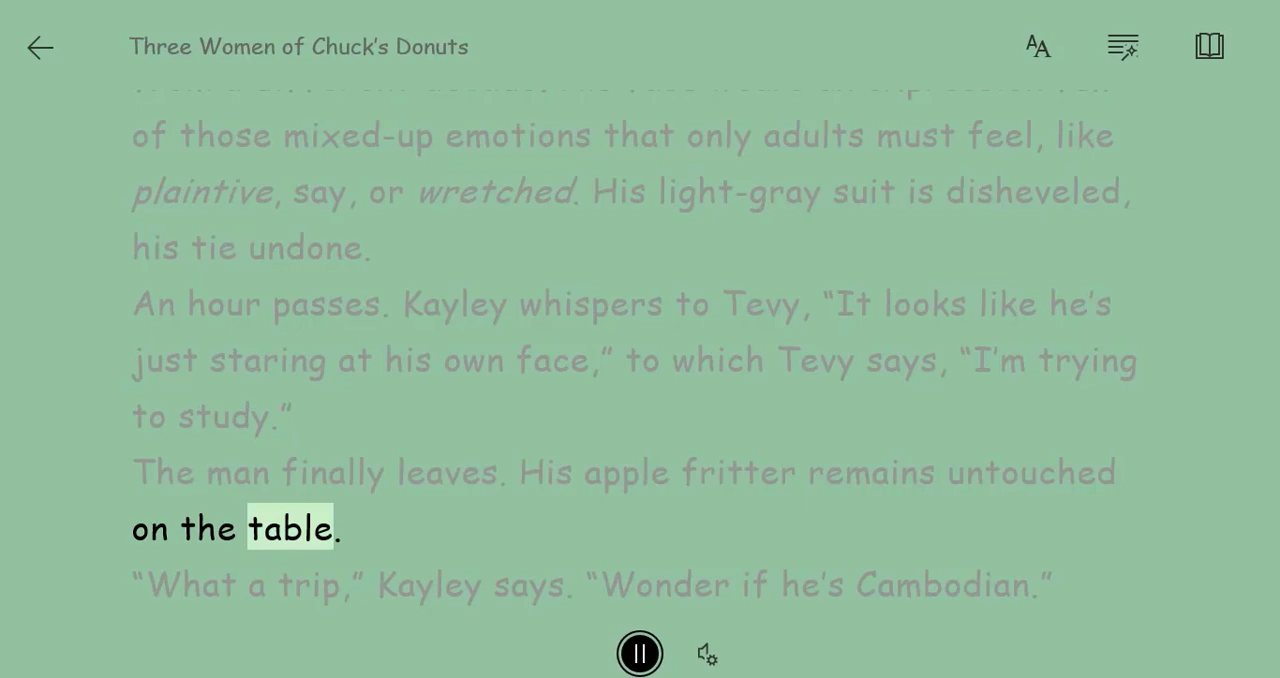 Three Women of Chuck's Donuts
AA
of those mixed-up emotions that only adults must feel, like
plaintive, say, or wretched. His light-gray suit is disheveled,
his tie undone.
An hour passes. Kayley whispers to Tevy, “It looks like he’s
just staring at his own face,” to which Tevy says, “I’m trying
to study.”
The man finally leaves. His apple fritter remains untouched
on the table.
“What a trip,” Kayley says. “Wonder if he’s Cambodian.”